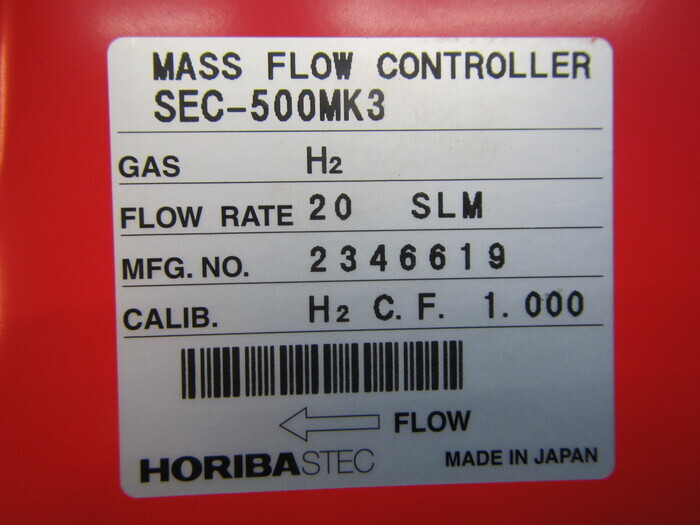 MASS FLOW CONTROLLER
SEC-500MK3
GAS H2
FLOW RATE 20 SLM
MFG. NO. 2346619
CALIB. H2 C.F. 1.000
FLOW
HORIBASTEC MADE IN JAPAN